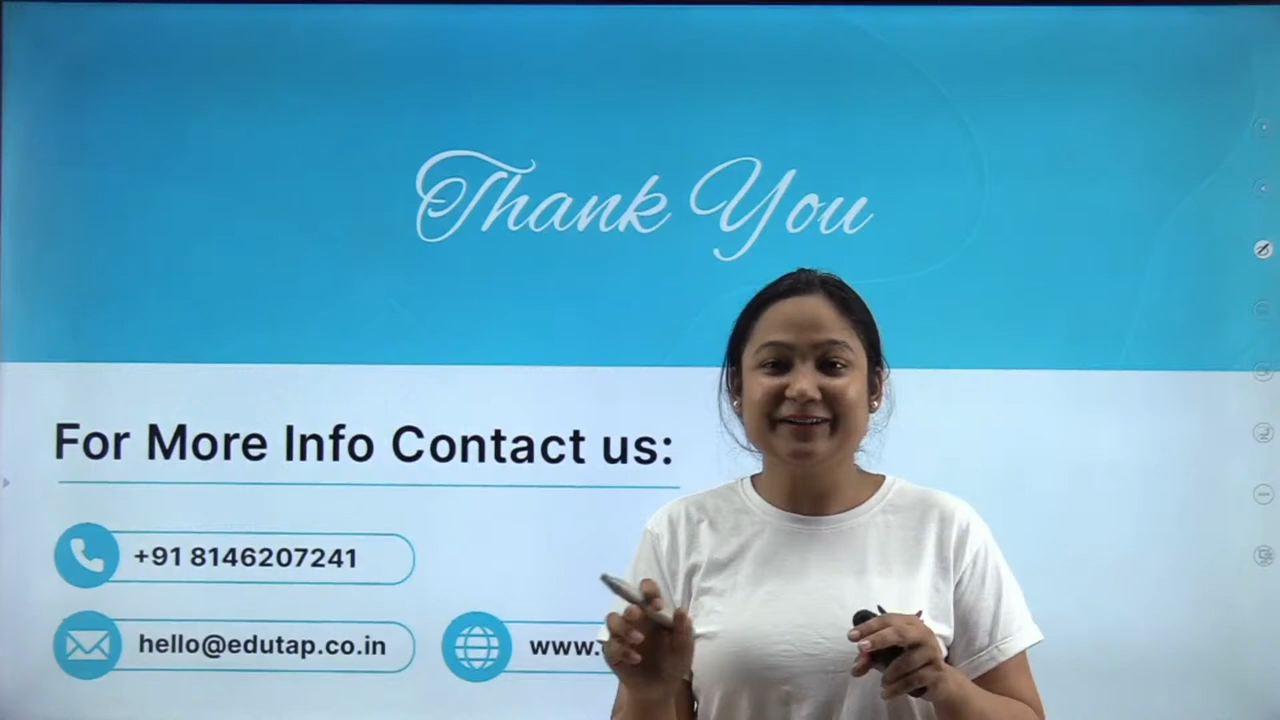 Thank You
For More Info Contact us:
+91 8146207241
hello@edutap.co.in
www.